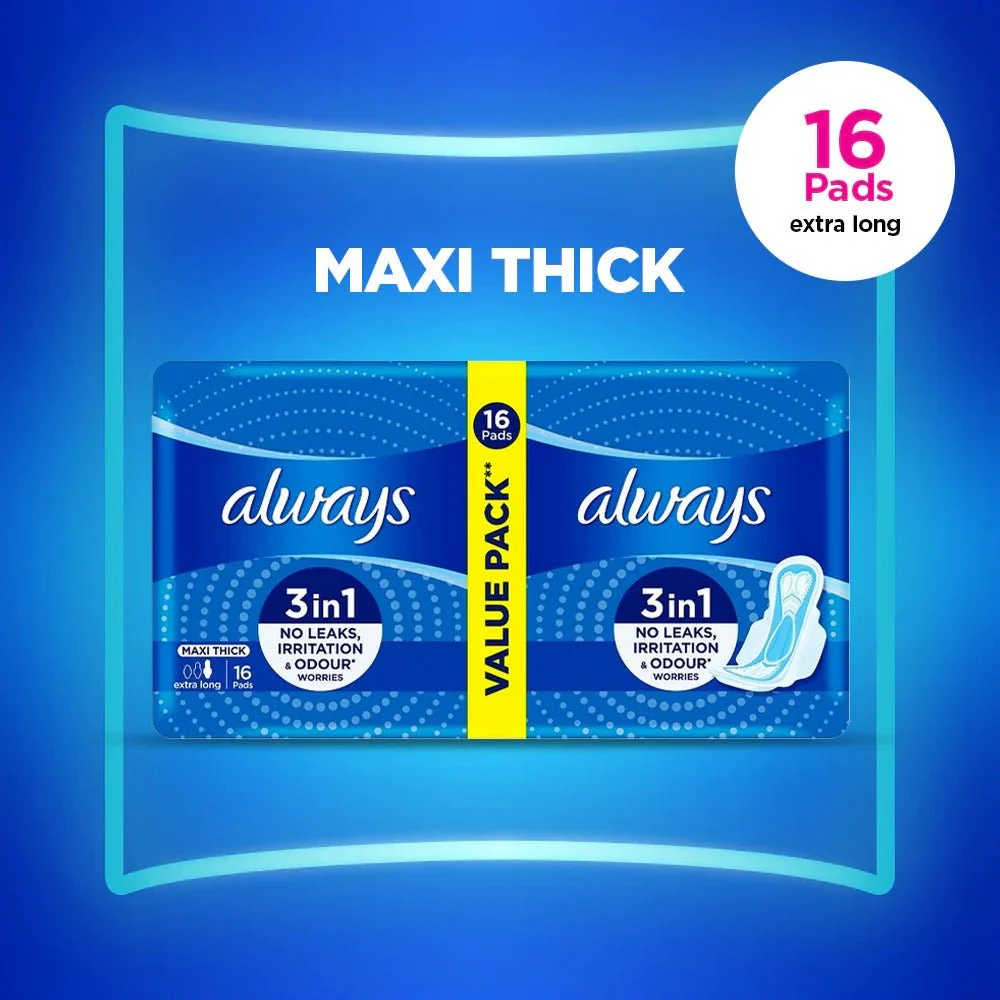 16
Pads
extra long
MAXI THICK
always
3in1
NO LEAKS,
IRRITATION
& ODOUR*
WORRIES
MAXI THICK
extra long
16
Pads
16
Pads
VALUE PACK**
always
3in1
NO LEAKS,
IRRITATION
& ODOUR*
WORRIES